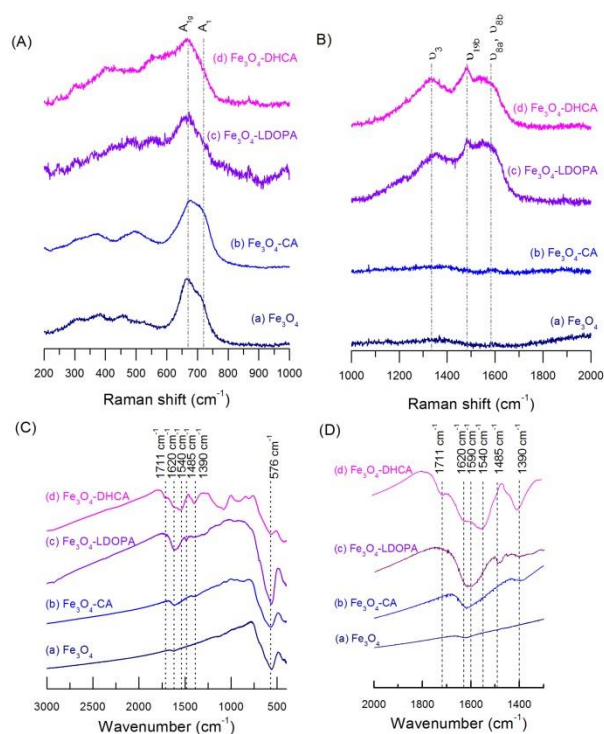 (A)
A₁g
A₁
(d) Fe₃O₄-DHCA
(c) Fe₃O₄-LDOPA
(b) Fe₃O₄-CA
(a) Fe₃O₄
200 300 400 500 600 700 800 900 1000
Raman shift (cm⁻¹)
(B)
υ₃
υ₁₉b
υ₈a, υ₈b
(d) Fe₃O₄-DHCA
(c) Fe₃O₄-LDOPA
(b) Fe₃O₄-CA
(a) Fe₃O₄
1000 1200 1400 1600 1800 2000
Raman shift (cm⁻¹)
(C)
1711 cm⁻¹
1620 cm⁻¹
1540 cm⁻¹
1485 cm⁻¹
1390 cm⁻¹
576 cm⁻¹
(d) Fe₃O₄-DHCA
(c) Fe₃O₄-LDOPA
(b) Fe₃O₄-CA
(a) Fe₃O₄
3000 2500 2000 1500 1000 500
Wavenumber (cm⁻¹)
(D)
1711 cm⁻¹
1620 cm⁻¹
1590 cm⁻¹
1540 cm⁻¹
1485 cm⁻¹
1390 cm⁻¹
(d) Fe₃O₄-DHCA
(c) Fe₃O₄-LDOPA
(b) Fe₃O₄-CA
(a) Fe₃O₄
2000 1800 1600 1400
Wavenumber (cm⁻¹)